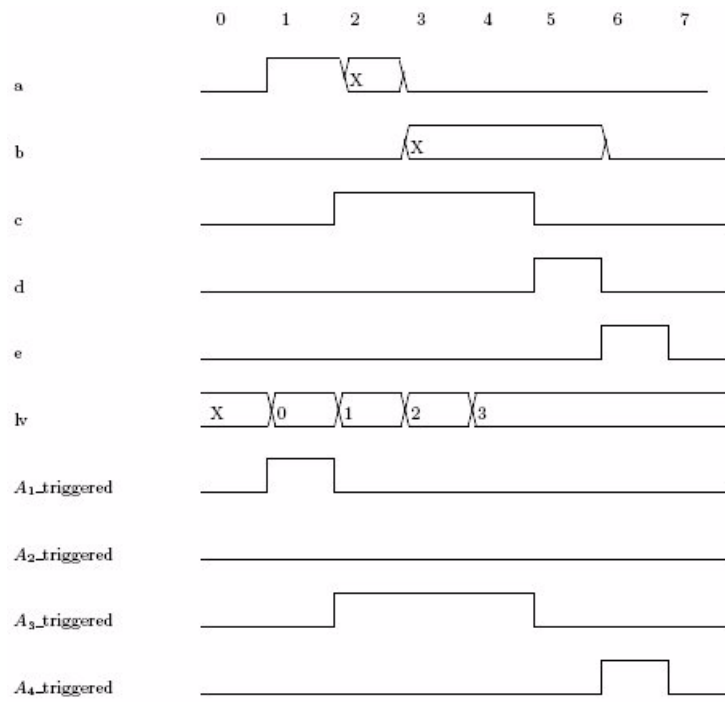 0 1 2 3 4 5 6 7
a X
b X
c
d
e
lv X 0 1 2 3
A₁_triggered
A₂_triggered
A₃_triggered
A₄_triggered